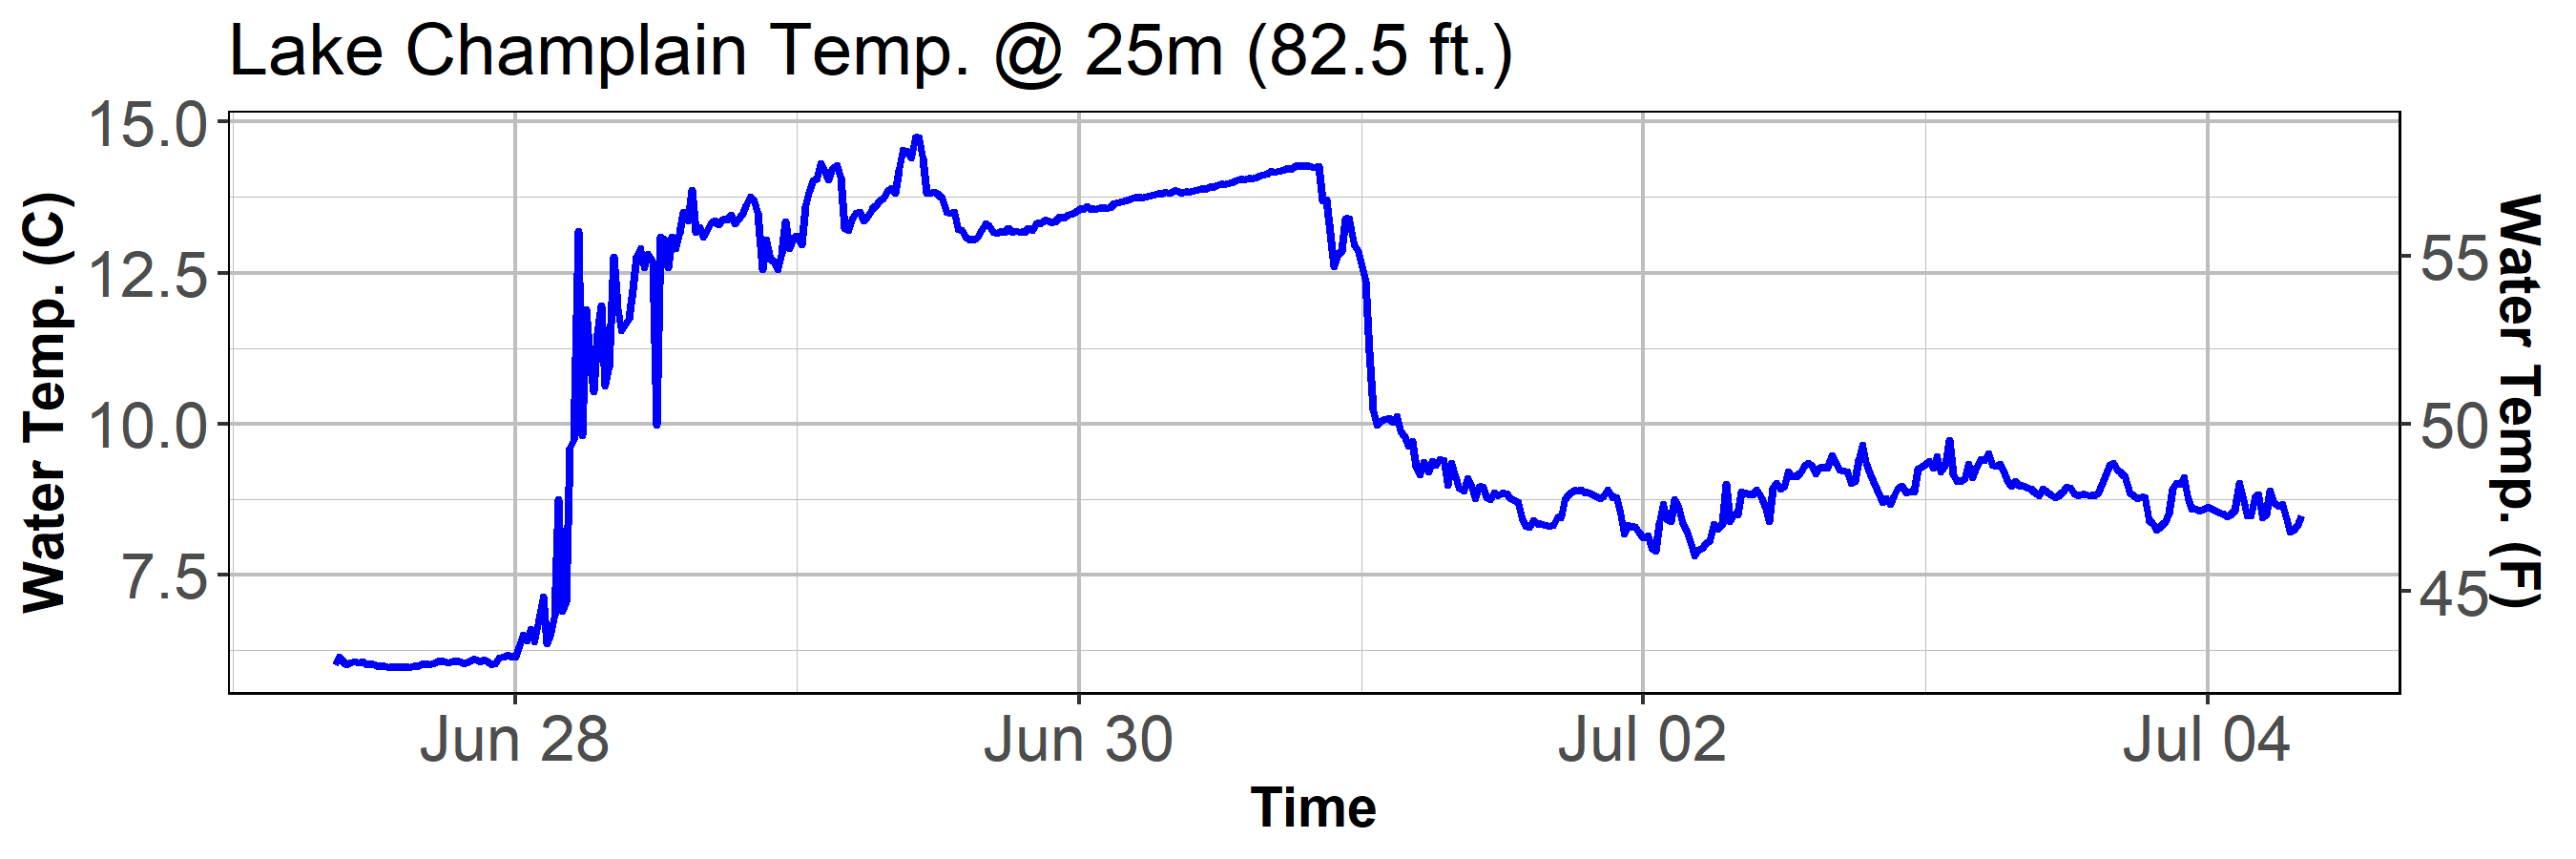 Lake Champlain Temp. @ 25m (82.5 ft.)
Water Temp. (C)
15.0
12.5
10.0
7.5
55
50
45
Water Temp. (F)
Jun 28 Jun 30 Jul 02 Jul 04
Time